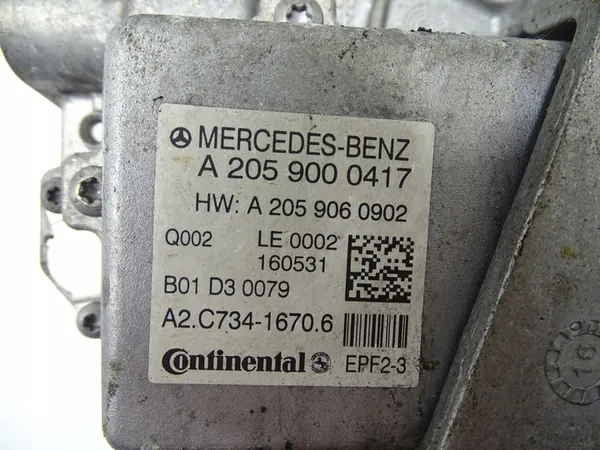 MERCEDES-BENZ
A 205 900 0417
HW: A 205 906 0902
Q002 LE 0002
160531
B01 D3 0079
A2.C734-1670.6
Continental EPF2-3
16